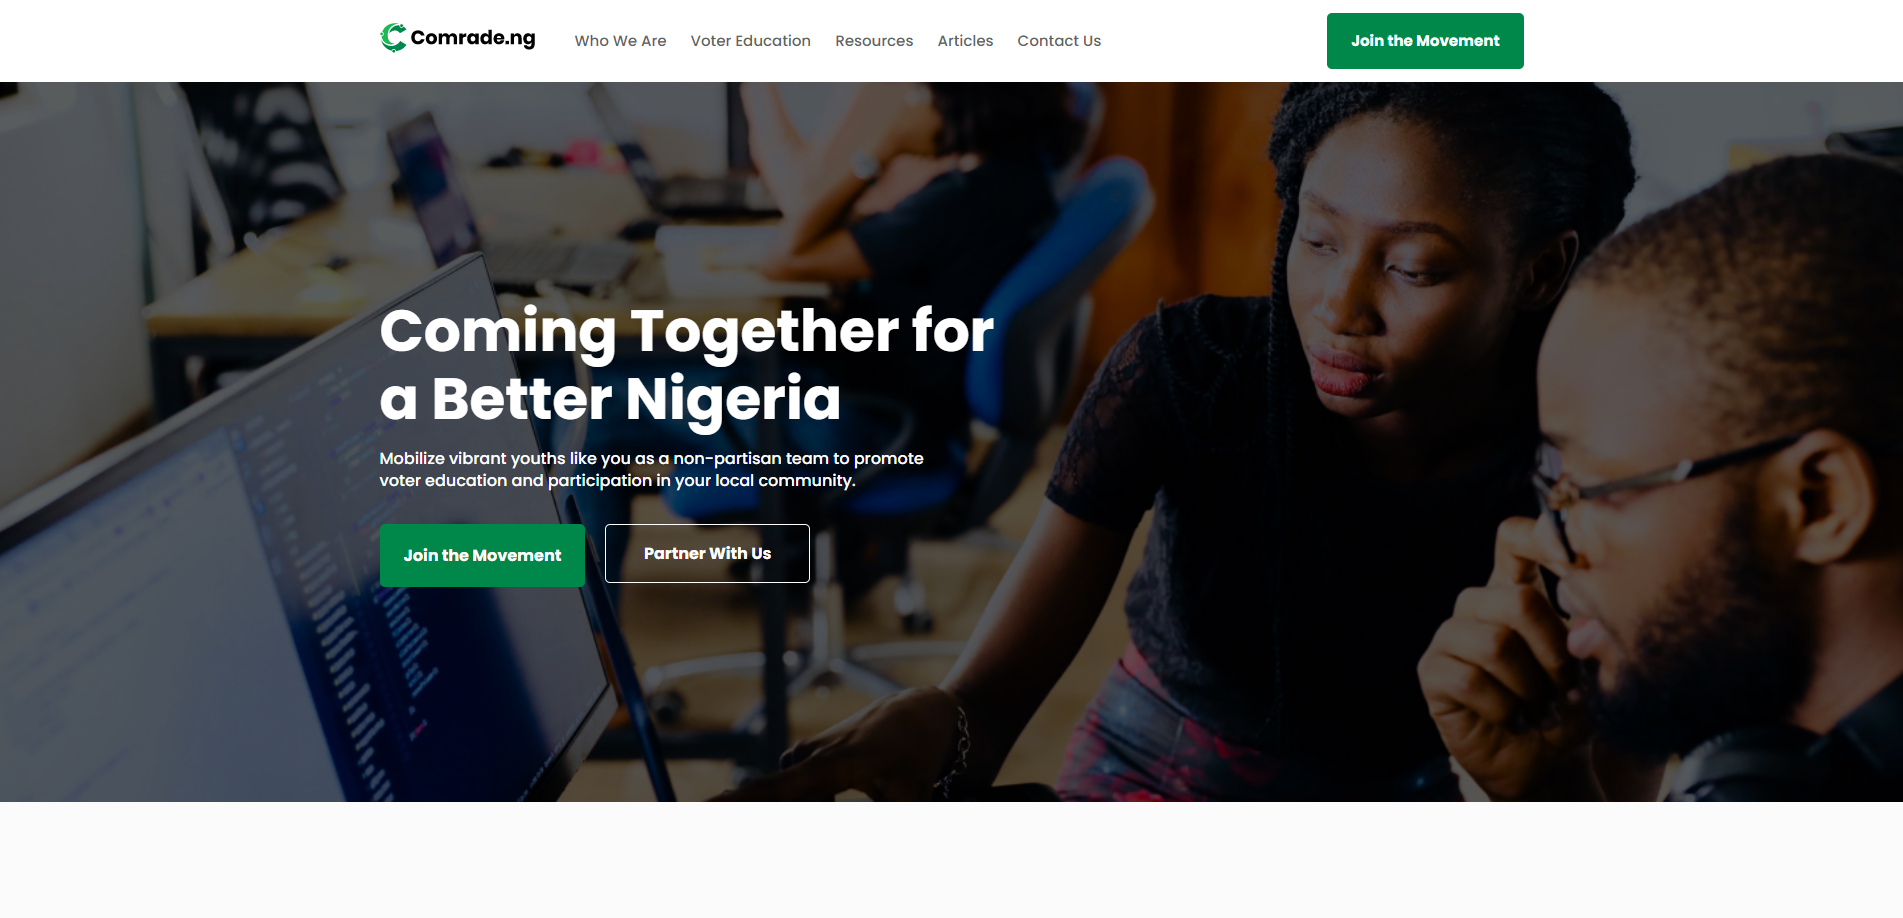 Comrade.ng
Who We Are
Voter Education
Resources
Articles
Contact Us
Join the Movement
Coming Together for
a Better Nigeria
Mobilize vibrant youths like you as a non-partisan team to promote
voter education and participation in your local community.
Join the Movement
Partner With Us